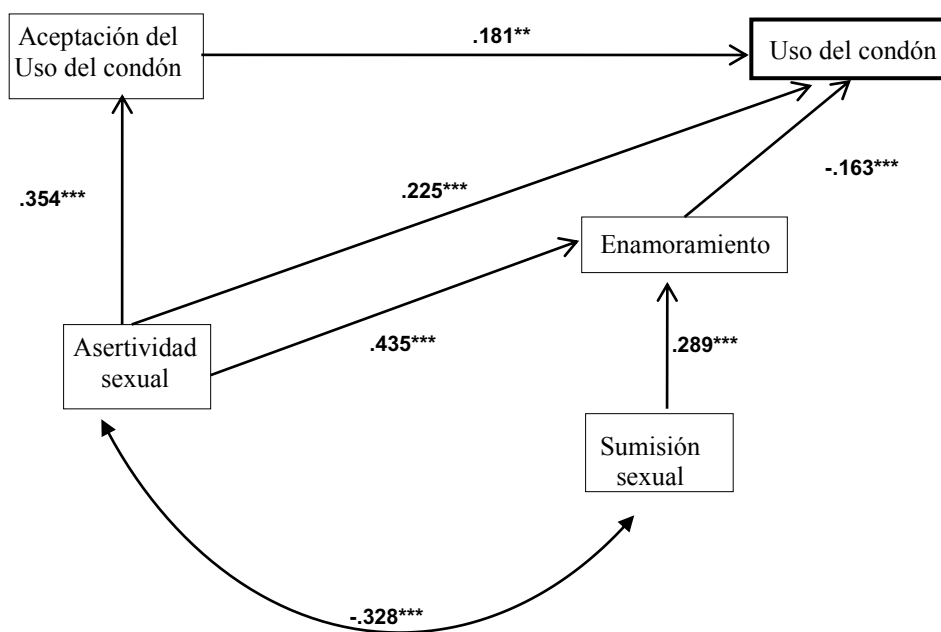 Aceptación del
Uso del condón
.181**
Uso del condón
.354***
.225***
-.163***
Enamoramiento
.435***
.289***
Asertividad
sexual
Sumisión
sexual
-.328***